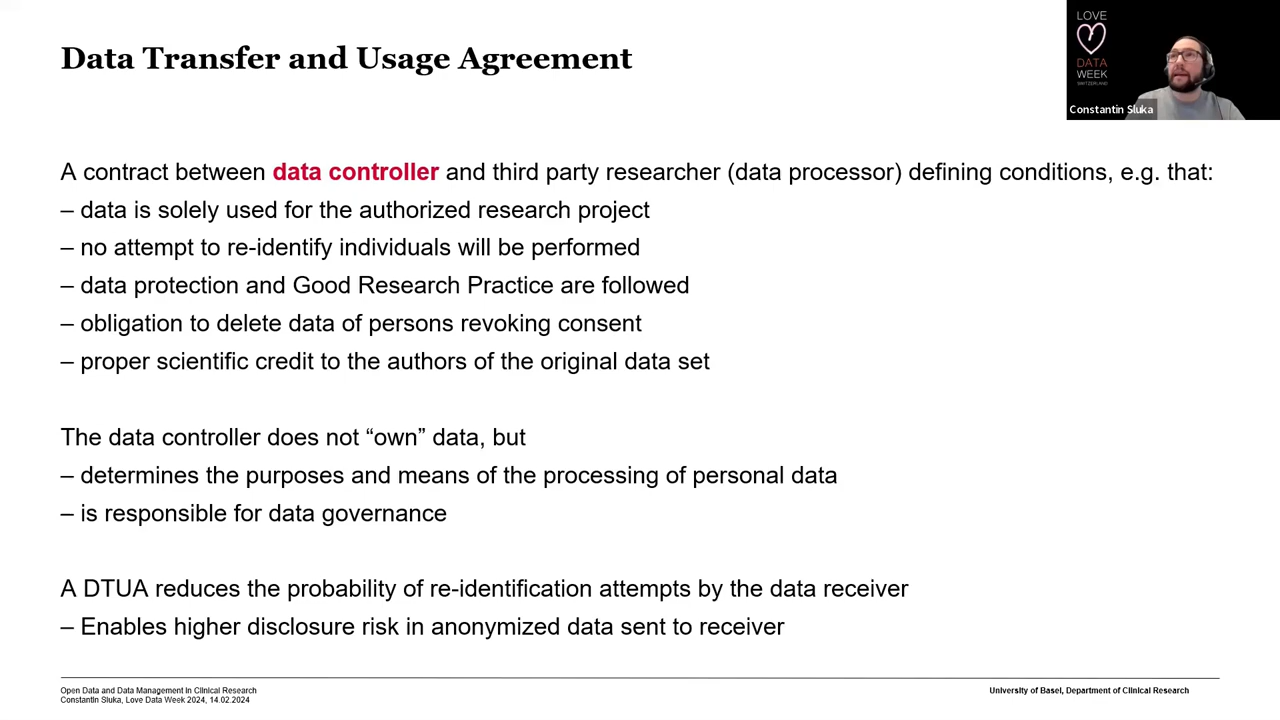 Data Transfer and Usage Agreement
LOVE
DATA
WEEK
SWITZERLAND
Constantin Sluka
A contract between data controller and third party researcher (data processor) defining conditions, e.g. that:
– data is solely used for the authorized research project
– no attempt to re-identify individuals will be performed
– data protection and Good Research Practice are followed
– obligation to delete data of persons revoking consent
– proper scientific credit to the authors of the original data set
The data controller does not “own” data, but
– determines the purposes and means of the processing of personal data
– is responsible for data governance
A DTUA reduces the probability of re-identification attempts by the data receiver
– Enables higher disclosure risk in anonymized data sent to receiver
Open Data and Data Management in Clinical Research
Constantin Sluka, Love Data Week 2024, 14.02.2024
University of Basel, Department of Clinical Research